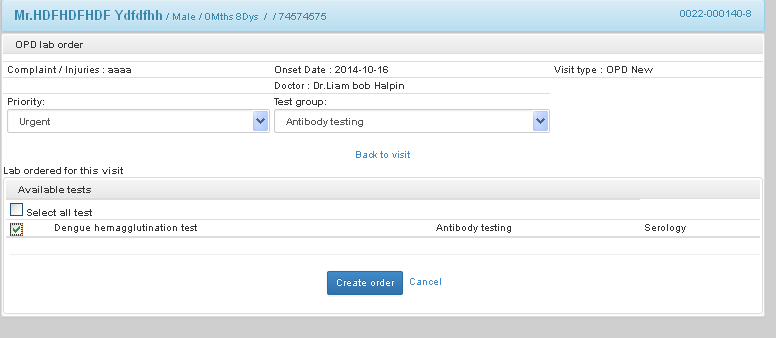 Mr.HDFHDFHDF Ydfdfhh / Male / 0Mths 8Dys / / 74574575 0022-000140-8
OPD lab order
Complaint / Injuries : aaaa Onset Date : 2014-10-16 Visit type : OPD New
Doctor : Dr.Liam bob Halpin
Priority: Test group:
Urgent Antibody testing
Back to visit
Lab ordered for this visit
Available tests
Select all test
Dengue hemagglutination test Antibody testing Serology
Create order Cancel